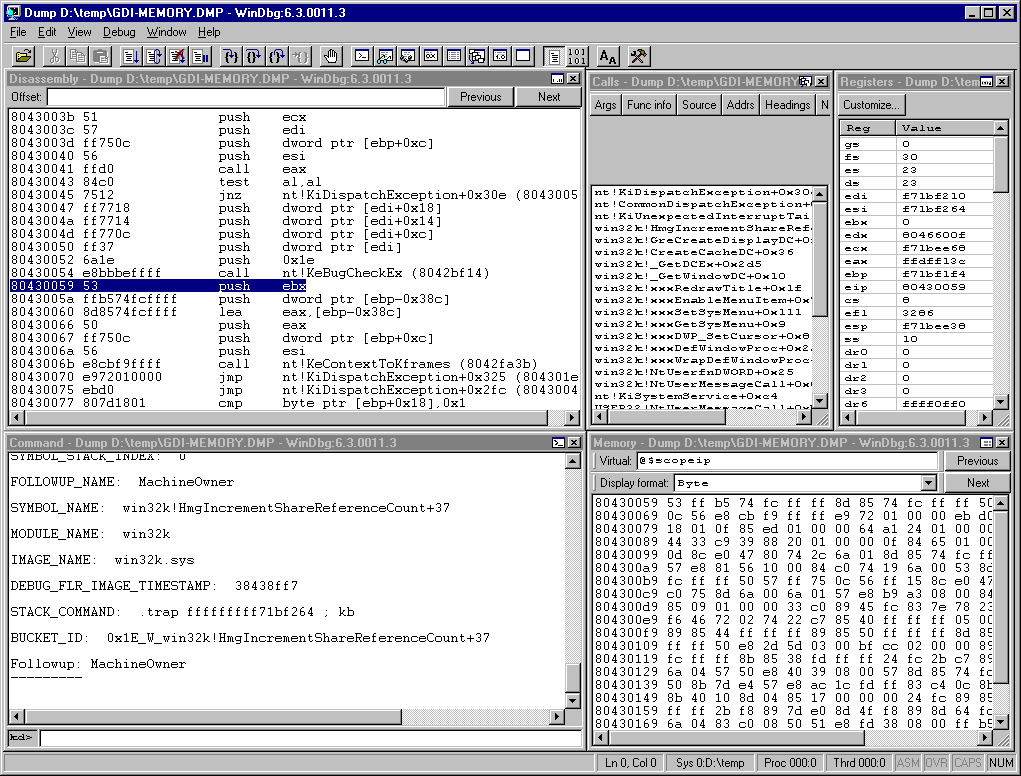 Dump D:\temp\GDI-MEMORY.DMP - WinDbg:6.3.0011.3
File Edit View Debug Window Help
Disassembly - Dump D:\temp\GDI-MEMORY.DMP - WinDbg:6.3.0011.3
Offset: Previous Next
8043003b 51 push ecx
8043003c 57 push edi
8043003d ff750c push dword ptr [ebp+0xc]
80430040 56 push esi
80430041 ffd0 call eax
80430043 84c0 test al,al
80430045 7512 jnz nt!KiDispatchException+0x30e (8043005
80430047 ff7718 push dword ptr [edi+0x18]
8043004a ff7714 push dword ptr [edi+0x14]
8043004d ff770c push dword ptr [edi+0xc]
80430050 ff37 push dword ptr [edi]
80430052 6a1e push 0x1e
80430054 e8bbbeffff call nt!KeBugCheckEx (8042bf14)
80430059 53 push ebx
8043005a ffb574fcffff push dword ptr [ebp-0x38c]
80430060 8d8574fcffff lea eax,[ebp-0x38c]
80430066 50 push eax
80430067 ff750c push dword ptr [ebp+0xc]
8043006a 56 push esi
8043006b e8cbf9ffff call nt!KeContextToKframes (8042fa3b)
80430070 e972010000 jmp nt!KiDispatchException+0x325 (804301e
80430075 ebd0 jmp nt!KiDispatchException+0x2fc (8043004
80430077 807d1801 cmp byte ptr [ebp+0x18],0x1
Calls - Dump D:\temp\GDI-MEMORY
Args Func info Source Addrs Headings N
nt!KiDispatchException+0x30
nt!CommonDispatchException+
nt!KiUnexpectedInterruptTai
win32k!HmgIncrementShareRef
win32k!GreCreateDisplayDC+0
win32k!CreateCacheDC+0x36
win32k!_GetDCEx+0x2d5
win32k!_GetWindowDC+0x10
win32k!xxxRedrawTitle+0x1f
win32k!xxxEnableMenuItem+0x
win32k!xxxSetSysMenu+0x111
win32k!xxxGetSysMenu+0x9
win32k!xxxDWP_SetCursor+0x8
win32k!xxxDefWindowProc+0x2
win32k!xxxWrapDefWindowProc
win32k!NtUserfnDWORD+0x25
win32k!NtUserMessageCall+0x
nt!KiSystemService+0xc4
USER32!NtUserMessageCall+0x
Registers - Dump D:\tem
Customize...
Reg Value
gs 0
fs 30
es 23
ds 23
edi f71bf210
esi f71bf264
ebx 0
edx 8046600f
ecx f71bee68
eax ffdff13c
ebp f71bf1f4
eip 80430059
cs 8
efl 3286
esp f71bee38
ss 10
dr0 0
dr1 0
dr2 0
dr3 0
dr6 ffff0ff0
Command - Dump D:\temp\GDI-MEMORY.DMP - WinDbg:6.3.0011.3
SYMBOL_STACK_INDEX: 0
FOLLOWUP_NAME: MachineOwner
SYMBOL_NAME: win32k!HmgIncrementShareReferenceCount+37
MODULE_NAME: win32k
IMAGE_NAME: win32k.sys
DEBUG_FLR_IMAGE_TIMESTAMP: 38438ff7
STACK_COMMAND: .trap fffffffff71bf264 ; kb
BUCKET_ID: 0x1E_W_win32k!HmgIncrementShareReferenceCount+37
Followup: MachineOwner
---------
kd>
Memory - Dump D:\temp\GDI-MEMORY.DMP - WinDbg:6.3.0011.3
Virtual: @$scopeip Previous
Display format: Byte Next
80430059 53 ff b5 74 fc ff ff 8d 85 74 fc ff ff 50
80430069 0c 56 e8 cb f9 ff ff e9 72 01 00 00 eb d0
80430079 18 01 0f 85 ed 01 00 00 64 a1 24 01 00 00
80430089 44 33 c9 39 88 20 01 00 00 0f 84 65 01 00
80430099 0d 8c e0 47 80 74 2c 6a 01 8d 85 74 fc ff
804300a9 57 e8 81 56 10 00 84 c0 74 19 6a 00 53 8d
804300b9 fc ff ff 50 57 ff 75 0c 56 ff 15 8c e0 47
804300c9 c0 75 8d 6a 00 6a 01 57 e8 b9 a3 08 00 84
804300d9 85 09 01 00 00 33 c0 89 45 fc 83 7e 78 23
804300e9 f6 46 72 02 74 22 c7 85 40 ff ff ff 05 00
804300f9 89 85 44 ff ff ff 89 85 50 ff ff ff 8d 85
80430109 ff ff 50 e8 2d 5d 03 00 bf cc 02 00 00 89
80430119 fc ff ff 8b 85 38 fd ff ff 24 fc 2b c7 89
80430129 6a 04 57 50 e8 40 39 08 00 57 8d 85 74 fc
80430139 50 8b 7d e4 57 e8 ac 1c fd ff 83 c4 0c 8b
80430149 8b 40 10 8d 04 85 17 00 00 00 24 fc 89 85
80430159 ff ff 2b f8 89 7d e0 8d 4f f8 89 8d 64 fc
80430169 6a 04 83 c0 08 50 51 e8 fd 38 08 00 ff b5
Ln 0, Col 0 Sys 0:D:\temp Proc 000:0 Thrd 000:0 ASM OVR CAPS NUM